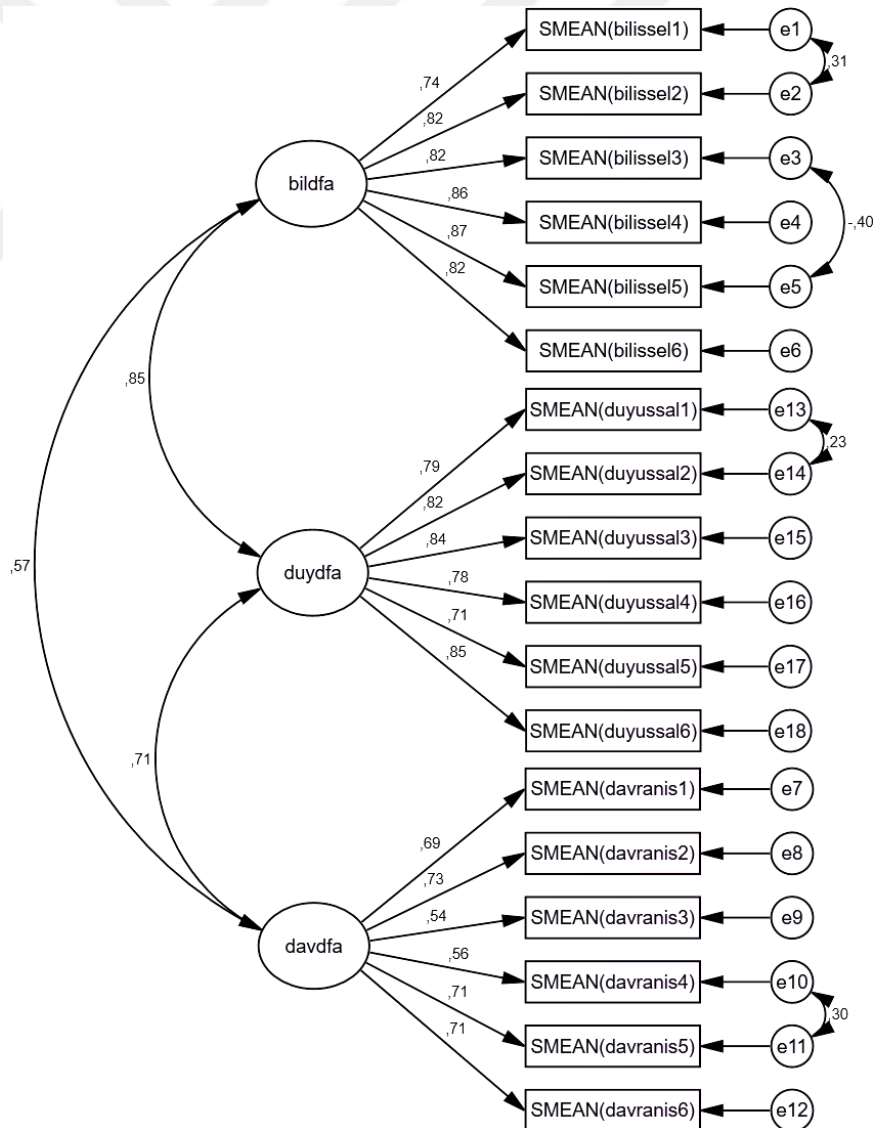 SMEAN(bilissel1)
e1
,31
,74
SMEAN(bilissel2)
e2
,82
SMEAN(bilissel3)
e3
,82
bildfa
,86
SMEAN(bilissel4)
e4
-,40
,87
SMEAN(bilissel5)
e5
,82
SMEAN(bilissel6)
e6
,85
SMEAN(duyussal1)
e13
,23
,79
SMEAN(duyussal2)
e14
,82
SMEAN(duyussal3)
e15
,84
,57
duydfa
,78
SMEAN(duyussal4)
e16
,71
SMEAN(duyussal5)
e17
,85
SMEAN(duyussal6)
e18
,71
SMEAN(davranis1)
e7
,69
SMEAN(davranis2)
e8
,73
SMEAN(davranis3)
e9
,54
davdfa
,56
SMEAN(davranis4)
e10
,30
,71
SMEAN(davranis5)
e11
,71
SMEAN(davranis6)
e12